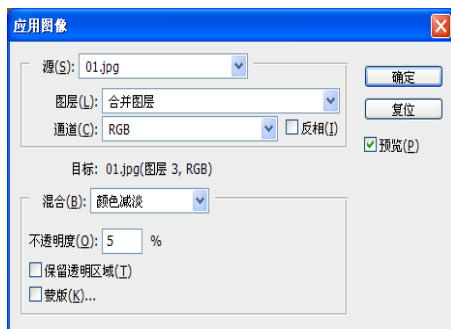 应用图像
源(S): 01.jpg
确定
图层(L): 合并图层
复位
通道(C): RGB
反相(I)
预览(P)
目标: 01.jpg(图层 3, RGB)
混合(B): 颜色减淡
不透明度(O): 5 %
保留透明区域(T)
蒙版(K)...